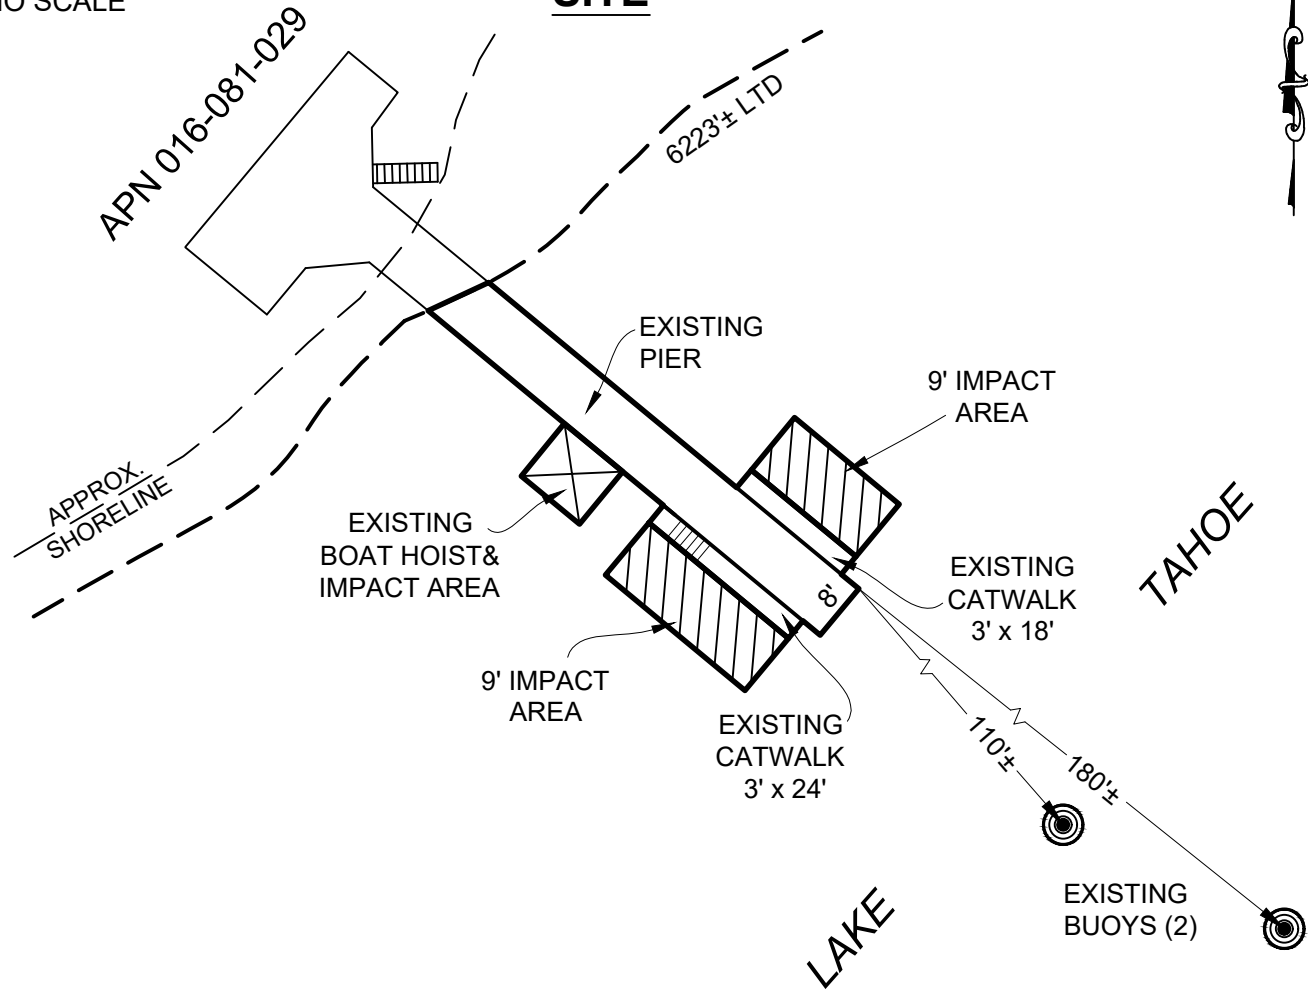 NO SCALE
SITE
APN 016-081-029
6223'± LTD
EXISTING
PIER
9' IMPACT
AREA
APPROX.
SHORELINE
EXISTING
BOAT HOIST&
IMPACT AREA
8'
EXISTING
CATWALK
3' x 18'
TAHOE
9' IMPACT
AREA
EXISTING
CATWALK
3' x 24'
110'±
180'±
EXISTING
BUOYS (2)
LAKE